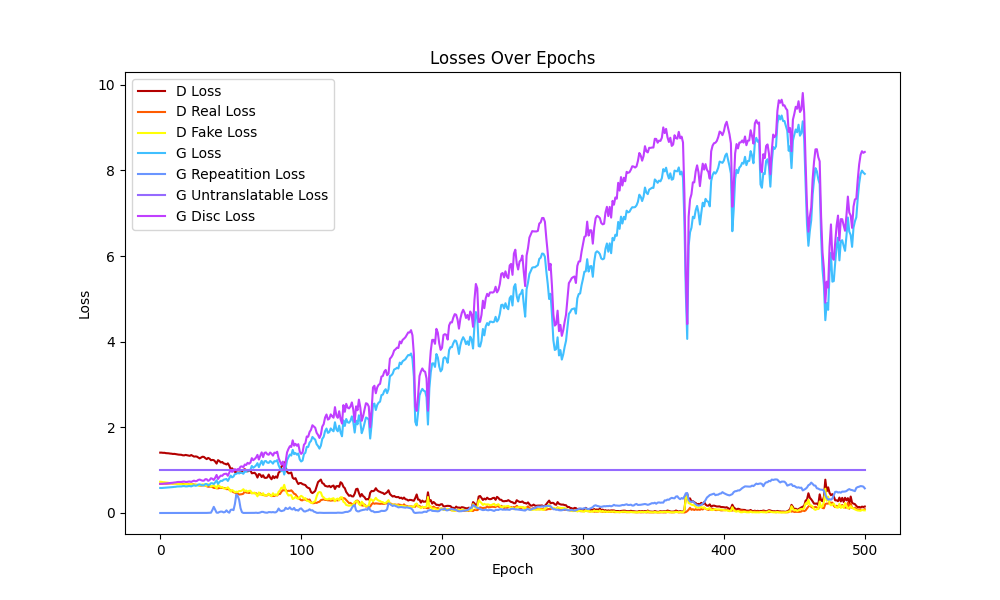 Losses Over Epochs
10
8
6
4
2
0
Loss
D Loss
D Real Loss
D Fake Loss
G Loss
G Repeatition Loss
G Untranslatable Loss
G Disc Loss
0 100 200 300 400 500
Epoch